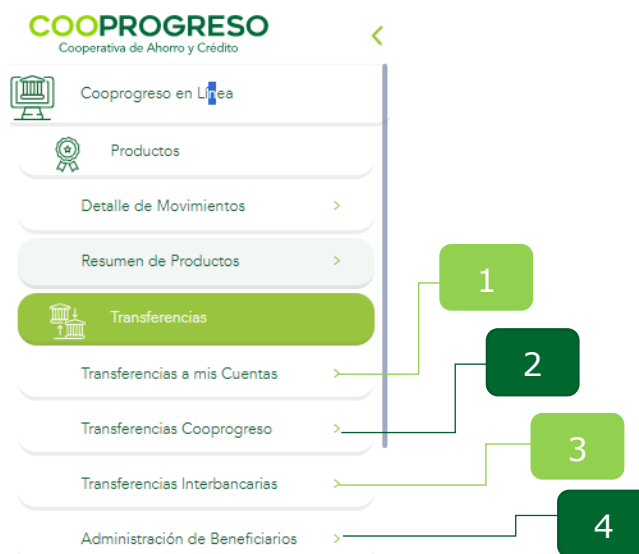 COOPROGRESO
Cooperativa de Ahorro y Crédito
Cooprogreso en Línea
Productos
Detalle de Movimientos
Resumen de Productos
1
Transferencias
2
Transferencias a mis Cuentas
Transferencias Cooprogreso
3
Transferencias Interbancarias
4
Administración de Beneficiarios